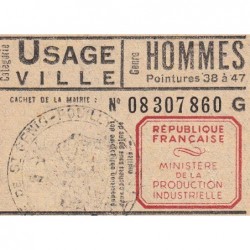 Catégorie
USAGE
VILLE
Genre
HOMMES
Pointures 38 à 47
CACHET DE LA MAIRIE :
Nº 08307860 G
RÉPUBLIQUE
FRANÇAISE
MINISTÈRE
DE LA
PRODUCTION
INDUSTRIELLE